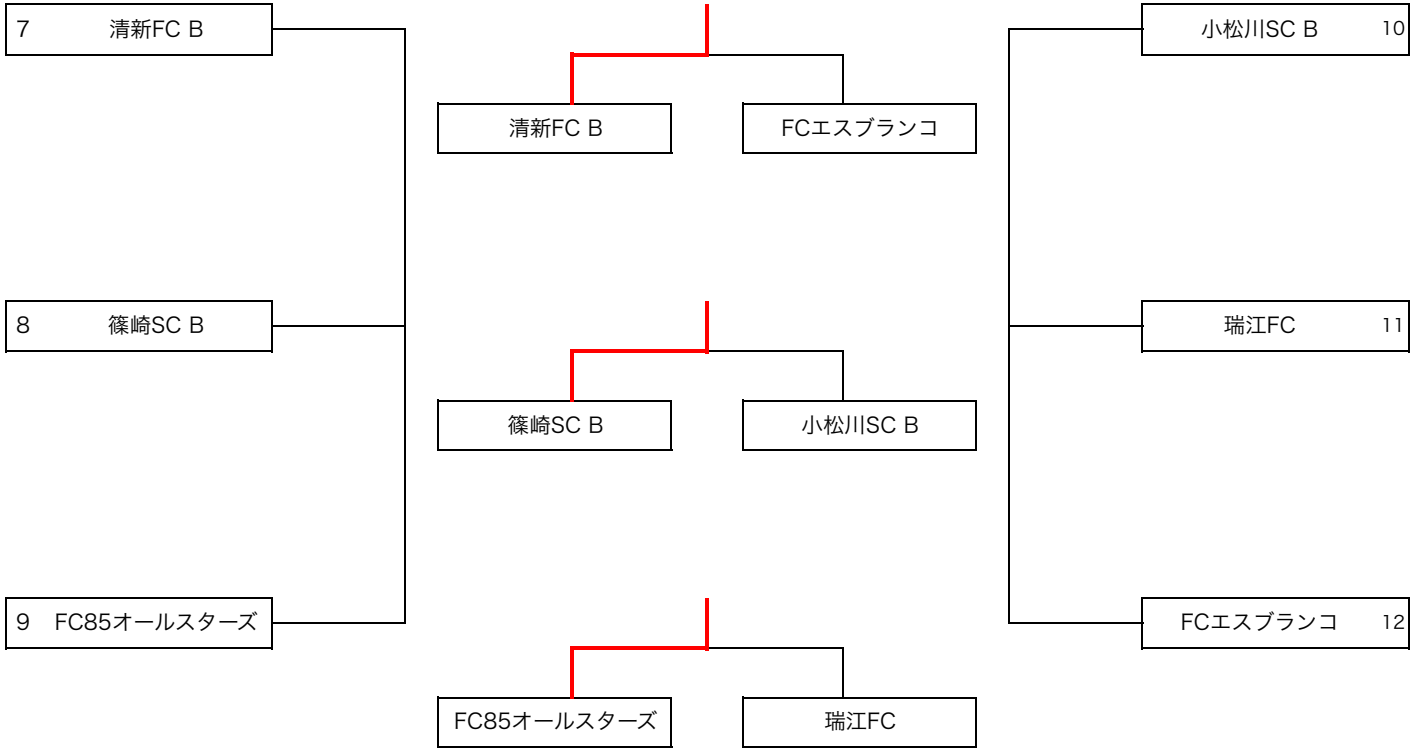 7 清新FC B
小松川SC B 10
清新FC B
FCエスブランコ
8 篠崎SC B
瑞江FC 11
篠崎SC B
小松川SC B
9 FC85オールスターズ
FCエスブランコ 12
FC85オールスターズ
瑞江FC